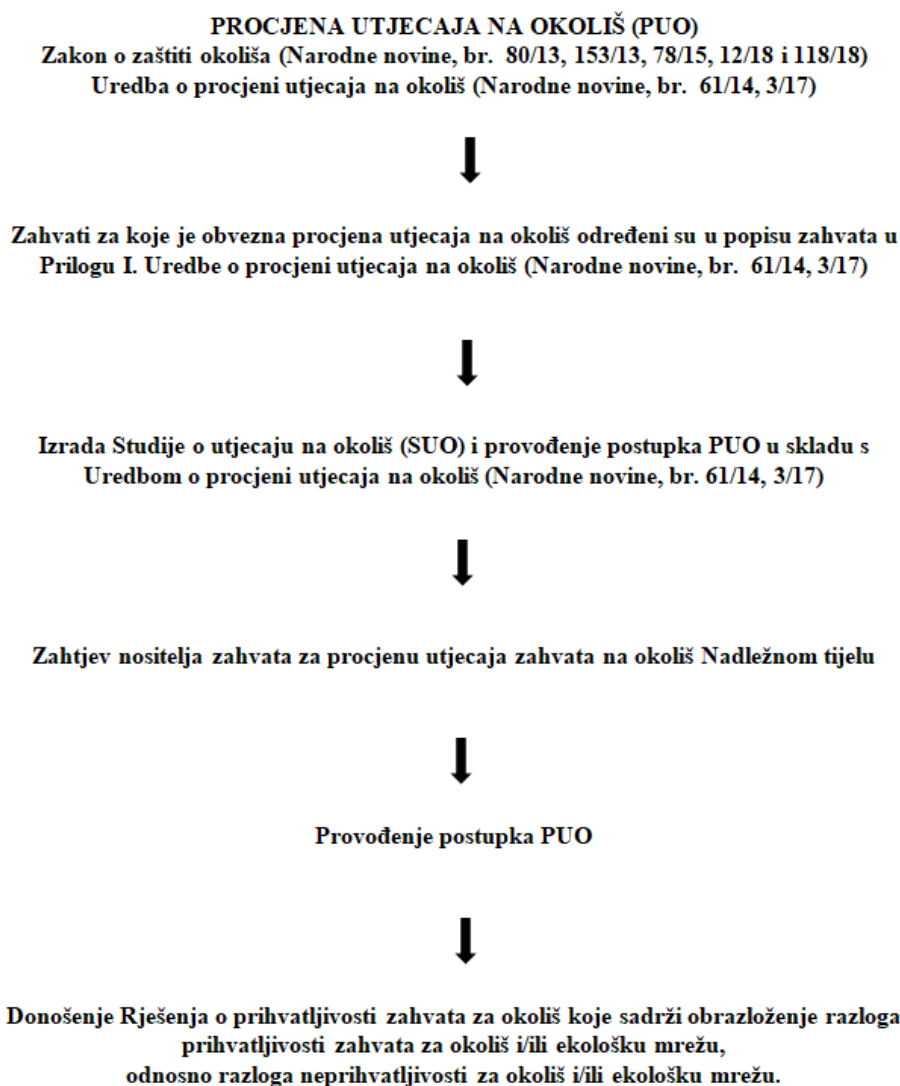 PROCJENA UTJECAJA NA OKOLIŠ (PUO)
Zakon o zaštiti okoliša (Narodne novine, br. 80/13, 153/13, 78/15, 12/18 i 118/18)
Uredba o procjeni utjecaja na okoliš (Narodne novine, br. 61/14, 3/17)
Zahvati za koje je obvezna procjena utjecaja na okoliš određeni su u popisu zahvata u
Prilogu I. Uredbe o procjeni utjecaja na okoliš (Narodne novine, br. 61/14, 3/17)
Izrada Studije o utjecaju na okoliš (SUO) i provođenje postupka PUO u skladu s
Uredbom o procjeni utjecaja na okoliš (Narodne novine, br. 61/14, 3/17)
Zahtjev nositelja zahvata za procjenu utjecaja zahvata na okoliš Nadležnom tijelu
Provođenje postupka PUO
Donošenje Rješenja o prihvatljivosti zahvata za okoliš koje sadrži obrazloženje razloga
prihvatljivosti zahvata za okoliš i/ili ekološku mrežu,
odnosno razloga neprihvatljivosti za okoliš i/ili ekološku mrežu.